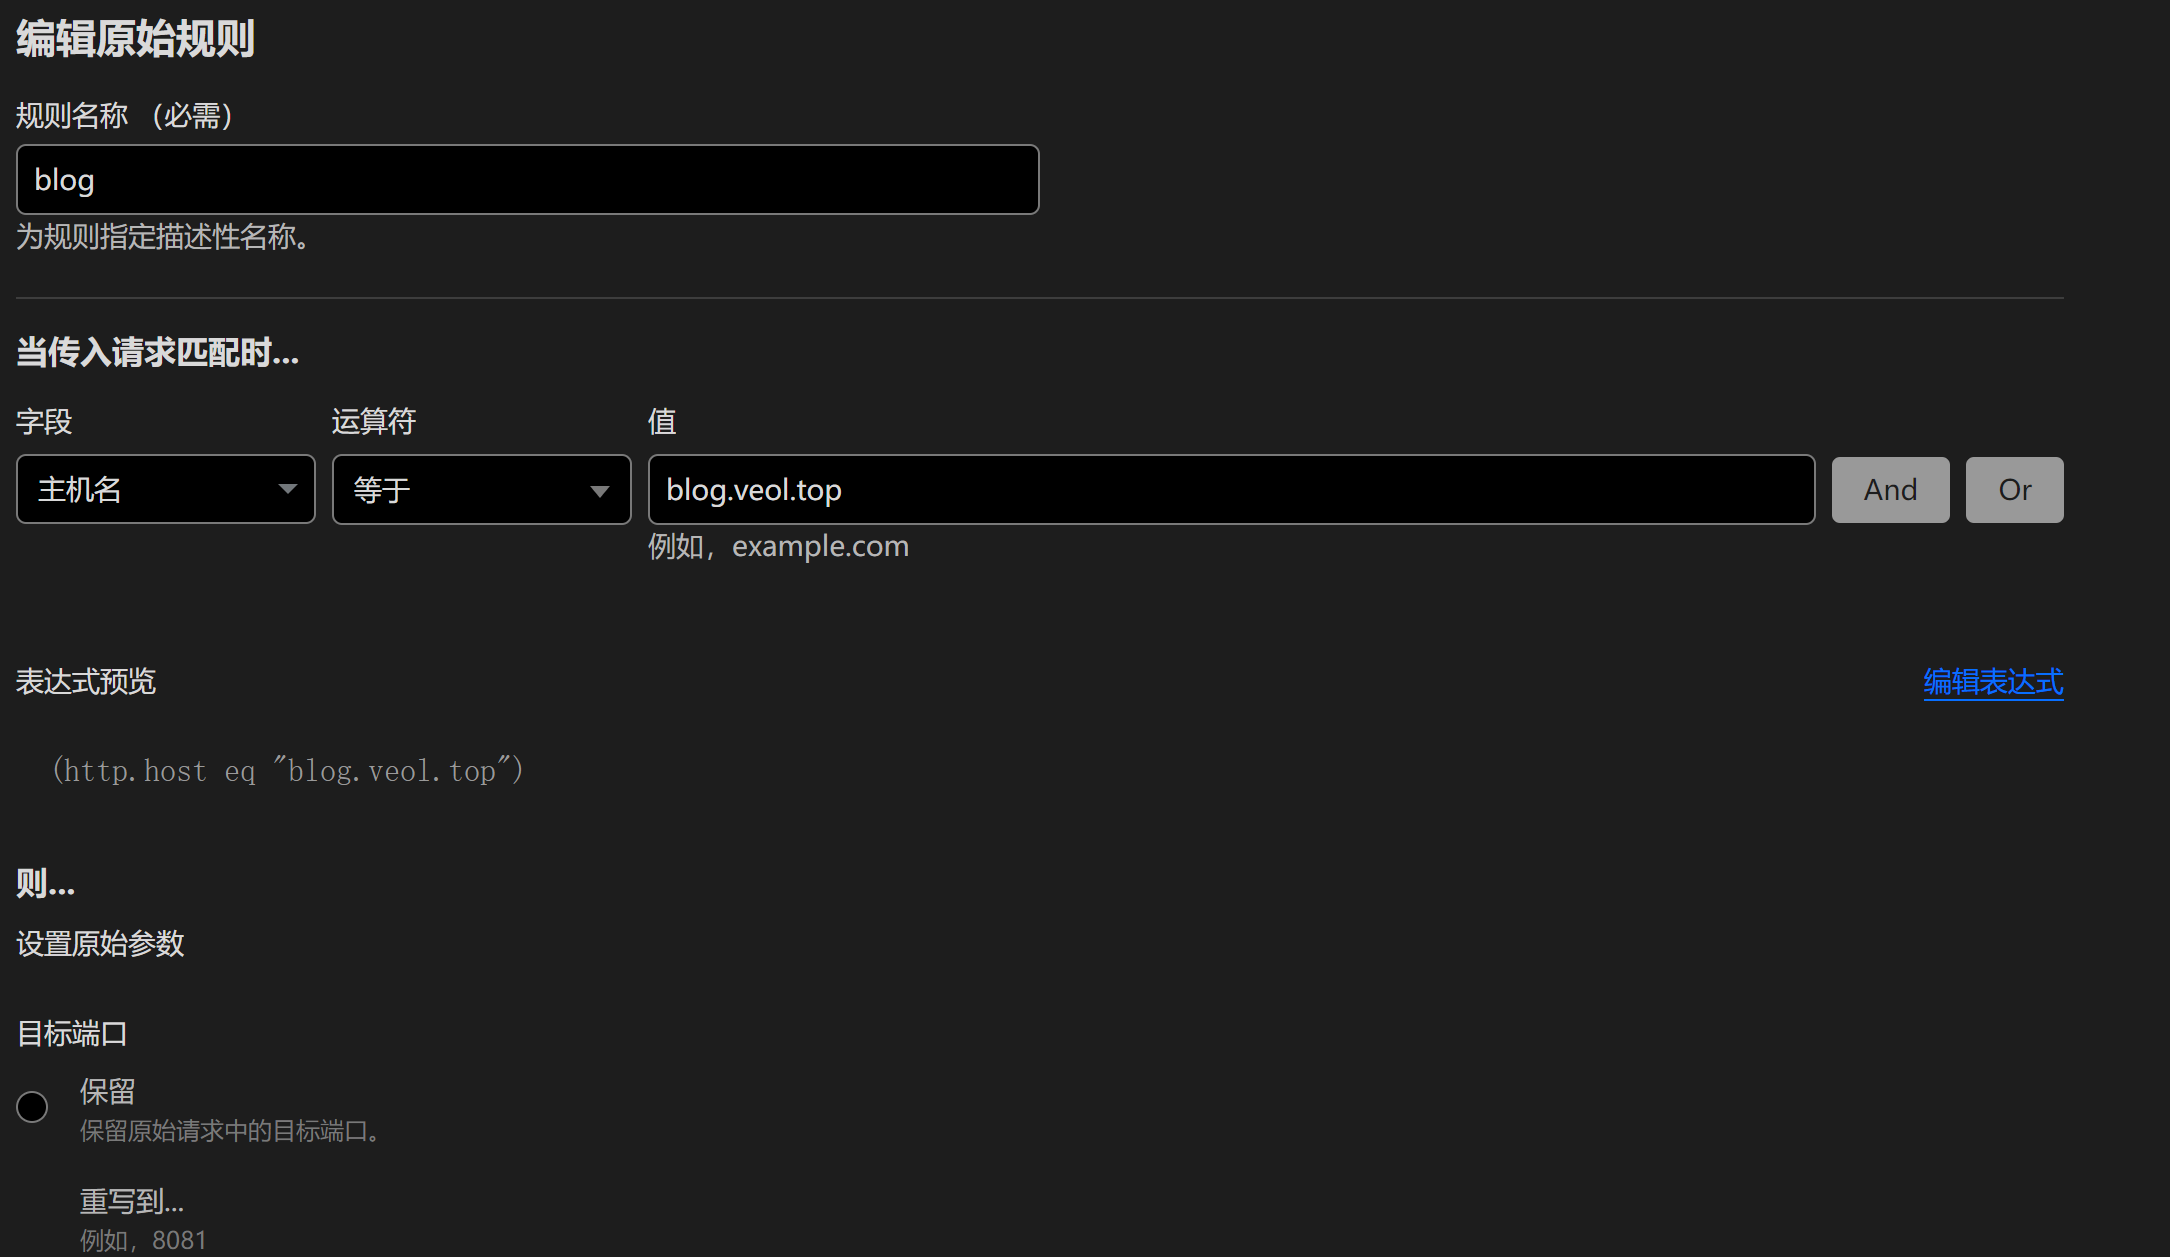 编辑原始规则
规则名称 （必需）
blog
为规则指定描述性名称。
当传入请求匹配时...
字段 运算符 值
主机名 等于 blog.veol.top And Or
例如，example.com
表达式预览 编辑表达式
(http.host eq "blog.veol.top")
则...
设置原始参数
目标端口
保留
保留原始请求中的目标端口。
重写到...
例如，8081